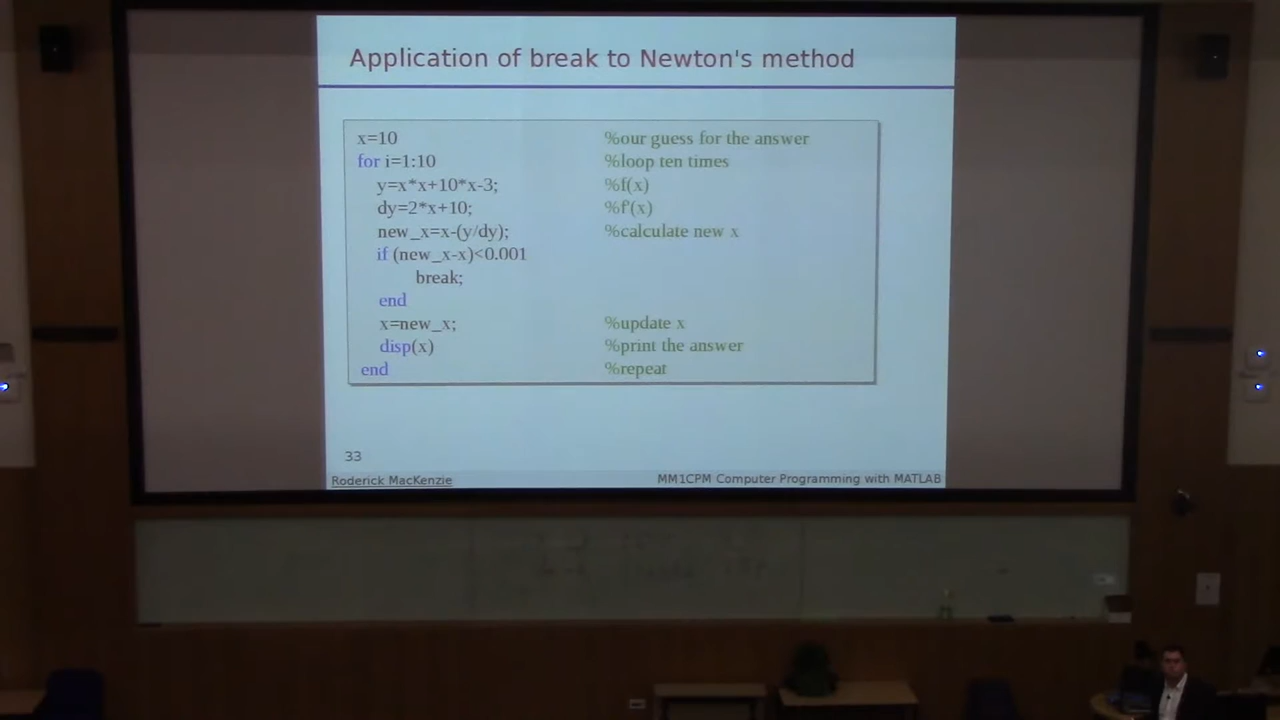 Application of break to Newton's method
x=10 %our guess for the answer
for i=1:10 %loop ten times
y=x*x+10*x-3; %f(x)
dy=2*x+10; %f'(x)
new_x=x-(y/dy); %calculate new x
if (new_x-x)<0.001
break;
end
x=new_x; %update x
disp(x) %print the answer
end %repeat
33
Roderick MacKenzie MM1CPM Computer Programming with MATLAB